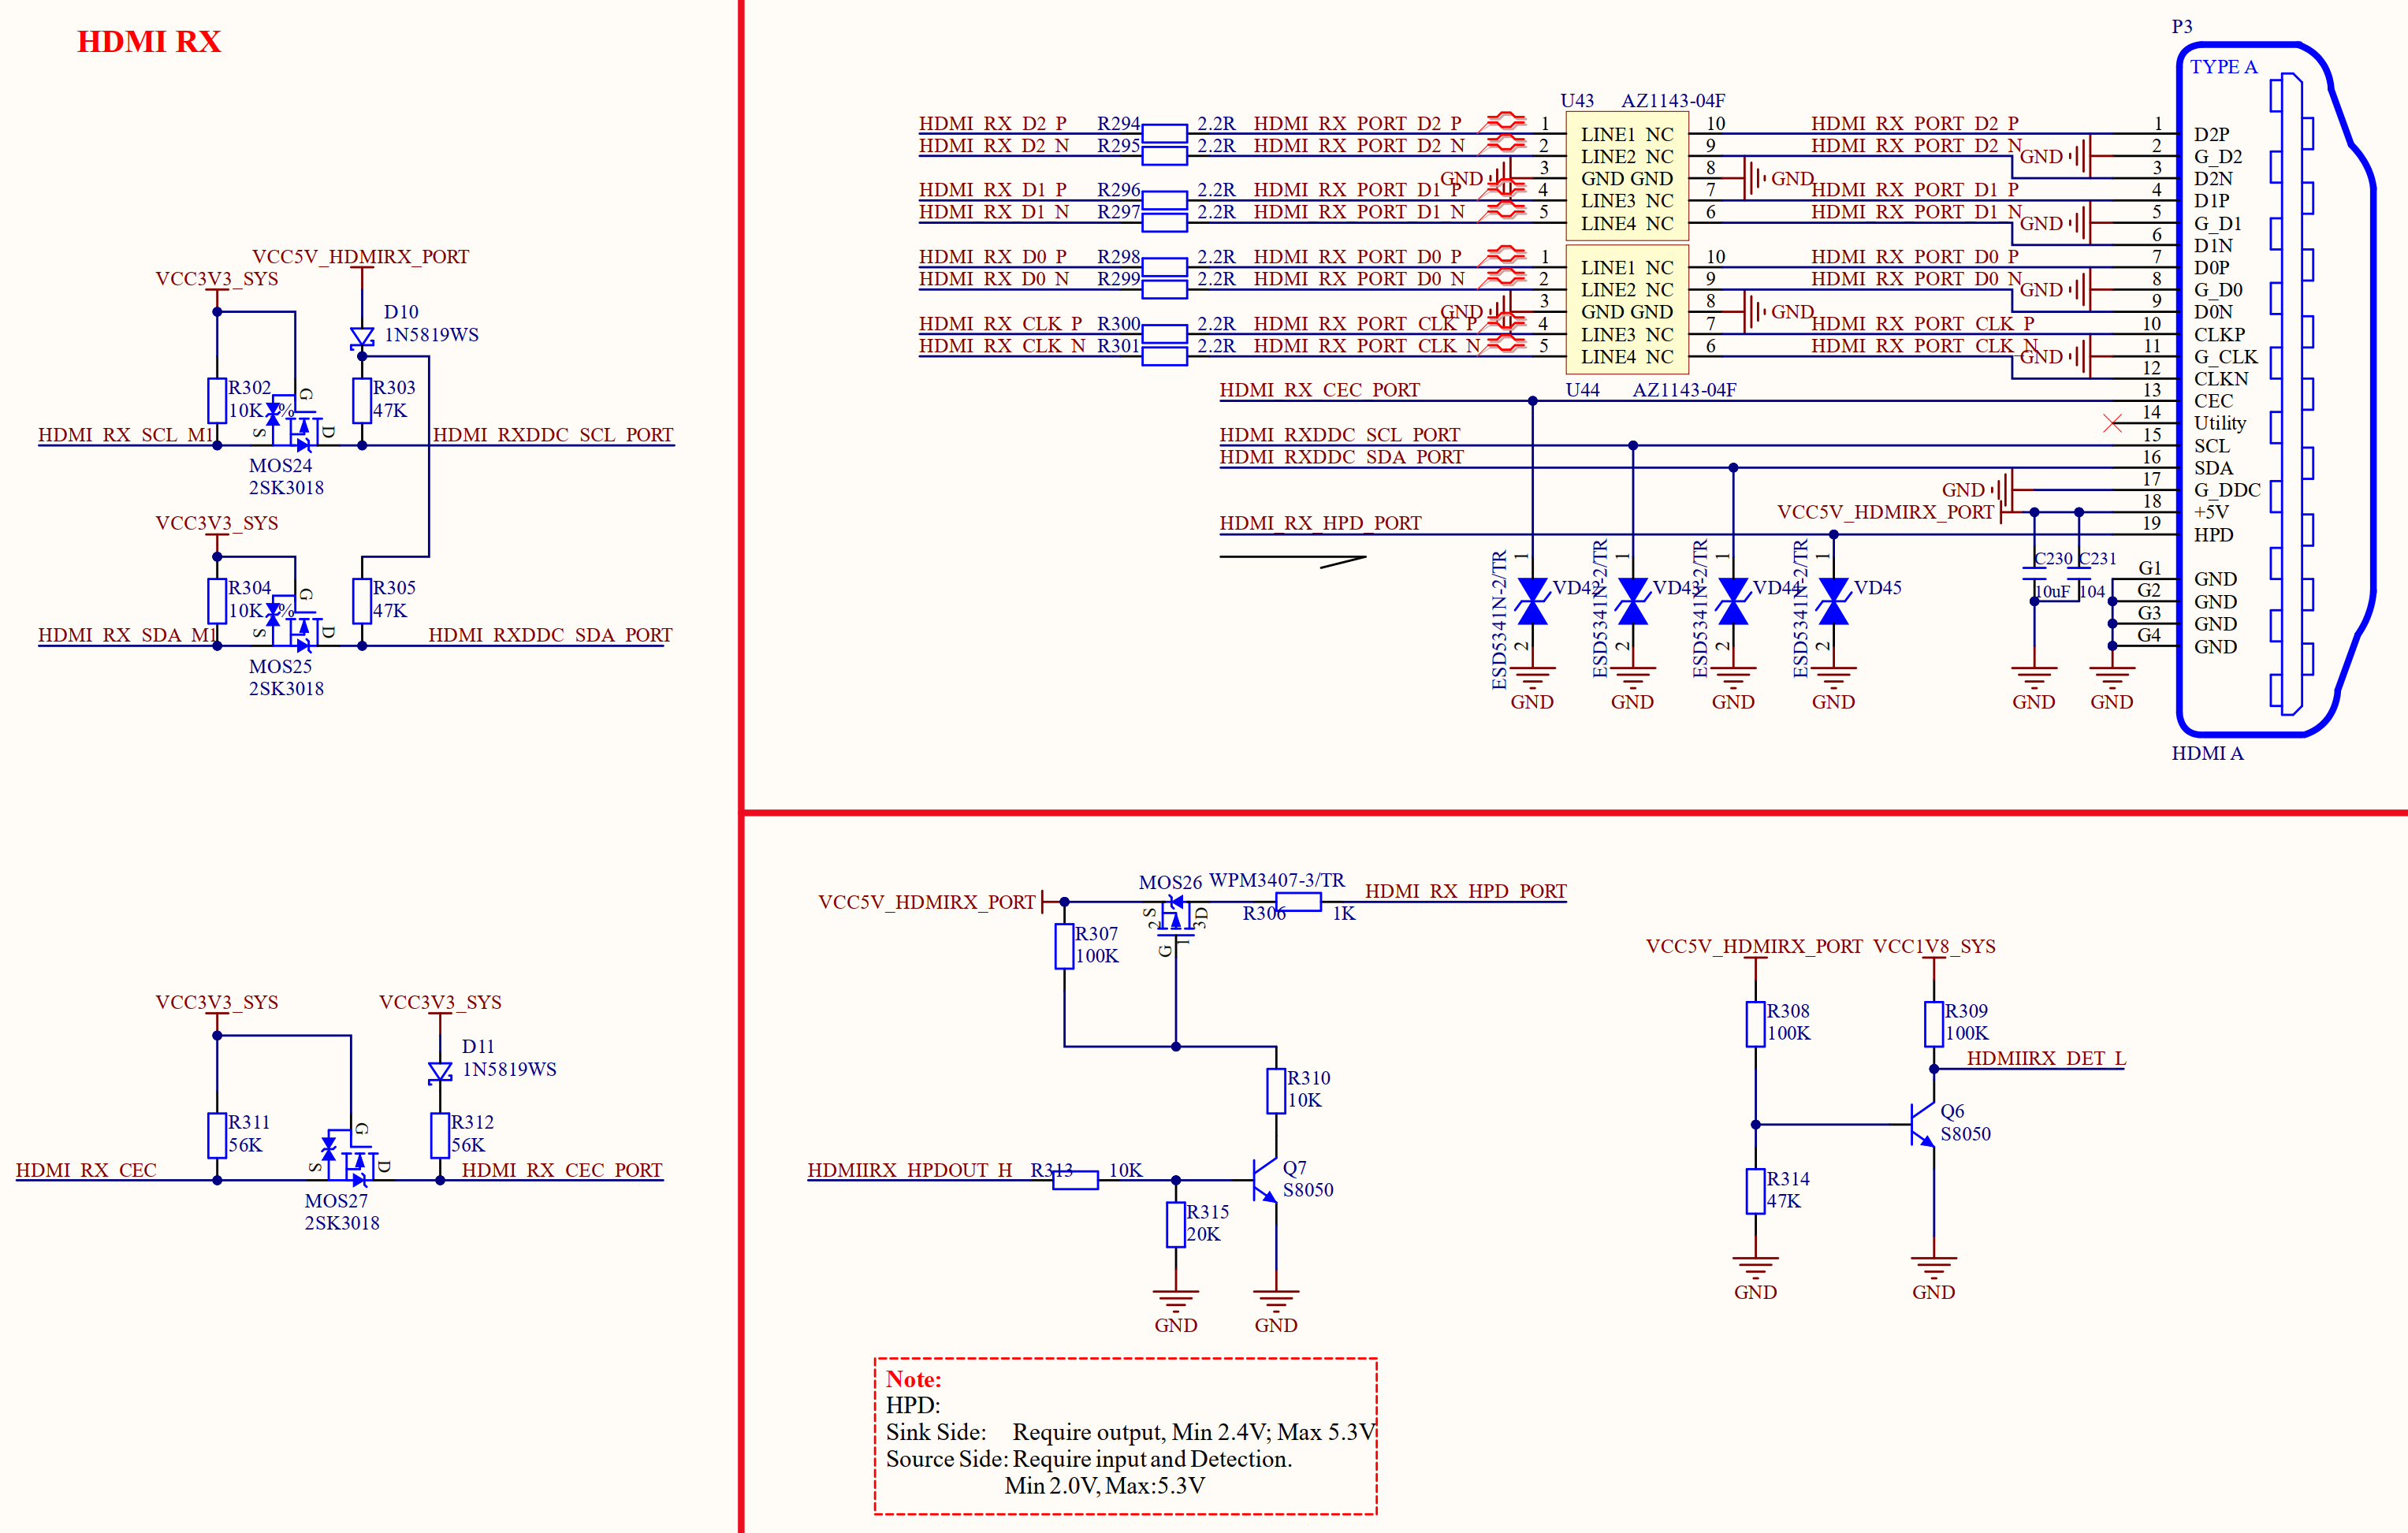 HDMI RX
VCC5V_HDMIRX_PORT
VCC3V3_SYS
D10
1N5819WS
R302
10K
%
G
S
D
R303
47K
HDMI_RX_SCL_M1
HDMI_RXDDC_SCL_PORT
MOS24
2SK3018
VCC3V3_SYS
R304
10K
%
G
S
D
R305
47K
HDMI_RX_SDA_M1
HDMI_RXDDC_SDA_PORT
MOS25
2SK3018
VCC3V3_SYS
VCC3V3_SYS
D11
1N5819WS
R311
56K
G
S
D
R312
56K
HDMI_RX_CEC
HDMI_RX_CEC_PORT
MOS27
2SK3018
P3
TYPE A
U43 AZ1143-04F
HDMI_RX_D2_P R294 2.2R HDMI_RX_PORT_D2_P 1 LINE1 NC 10 HDMI_RX_PORT_D2_P 1 D2P
HDMI_RX_D2_N R295 2.2R HDMI_RX_PORT_D2_N 2 LINE2 NC 9 HDMI_RX_PORT_D2_N GND 2 G_D2
GND 3 GND GND 8 GND 3 D2N
HDMI_RX_D1_P R296 2.2R HDMI_RX_PORT_D1_P 4 LINE3 NC 7 HDMI_RX_PORT_D1_P 4 D1P
HDMI_RX_D1_N R297 2.2R HDMI_RX_PORT_D1_N 5 LINE4 NC 6 HDMI_RX_PORT_D1_N GND 5 G_D1
6 D1N
HDMI_RX_D0_P R298 2.2R HDMI_RX_PORT_D0_P 1 LINE1 NC 10 HDMI_RX_PORT_D0_P 7 D0P
HDMI_RX_D0_N R299 2.2R HDMI_RX_PORT_D0_N 2 LINE2 NC 9 HDMI_RX_PORT_D0_N GND 8 G_D0
GND 3 GND GND 8 GND 9 D0N
HDMI_RX_CLK_P R300 2.2R HDMI_RX_PORT_CLK_P 4 LINE3 NC 7 HDMI_RX_PORT_CLK_P 10 CLKP
HDMI_RX_CLK_N R301 2.2R HDMI_RX_PORT_CLK_N 5 LINE4 NC 6 HDMI_RX_PORT_CLK_N GND 11 G_CLK
12 CLKN
U44 AZ1143-04F
HDMI_RX_CEC_PORT 13 CEC
14 Utility
HDMI_RXDDC_SCL_PORT 15 SCL
HDMI_RXDDC_SDA_PORT 16 SDA
GND 17 G_DDC
VCC5V_HDMIRX_PORT 18 +5V
HDMI_RX_HPD_PORT 19 HPD
ESD5341N-2/TR 1 VD42 2 GND
ESD5341N-2/TR 1 VD43 2 GND
ESD5341N-2/TR 1 VD44 2 GND
ESD5341N-2/TR 1 VD45 2 GND
C230 C231
10uF 104
G1 GND
G2 GND
G3 GND
G4 GND
GND GND
HDMI A
MOS26 WPM3407-3/TR
VCC5V_HDMIRX_PORT
HDMI_RX_HPD_PORT
R306 1K
S 2
3 D
G 1
R307
100K
R310
10K
HDMIIRX_HPDOUT_H R313 10K
Q7
S8050
R315
20K
GND GND
VCC5V_HDMIRX_PORT VCC1V8_SYS
R308
100K
R309
100K
HDMIIRX_DET_L
Q6
S8050
R314
47K
GND GND
Note:
HPD:
Sink Side: Require output, Min 2.4V; Max 5.3V
Source Side: Require input and Detection.
Min 2.0V, Max:5.3V